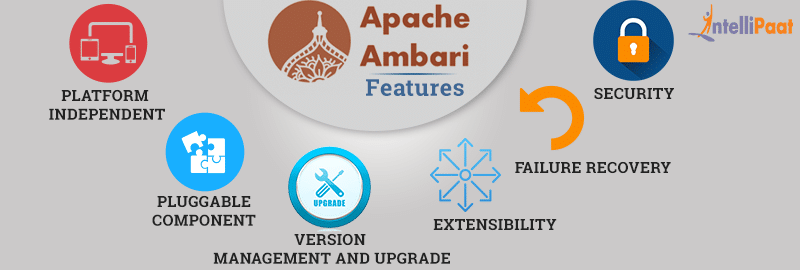 Apache
Ambari
Features
IntelliPaat
PLATFORM
INDEPENDENT
PLUGGABLE
COMPONENT
UPGRADE
VERSION
MANAGEMENT AND UPGRADE
EXTENSIBILITY
FAILURE RECOVERY
SECURITY